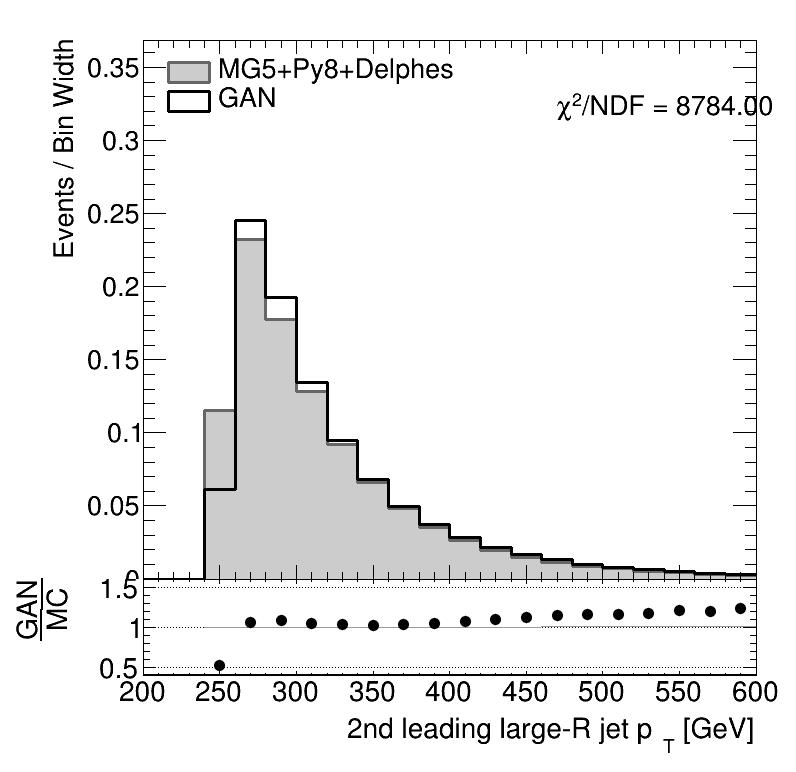 Events / Bin Width
0.35
0.3
0.25
0.2
0.15
0.1
0.05
0
MG5+Py8+Delphes
GAN
χ²/NDF = 8784.00
GAN
MC
1.5
1
0.5
200 250 300 350 400 450 500 550 600
2nd leading large-R jet p T [GeV]